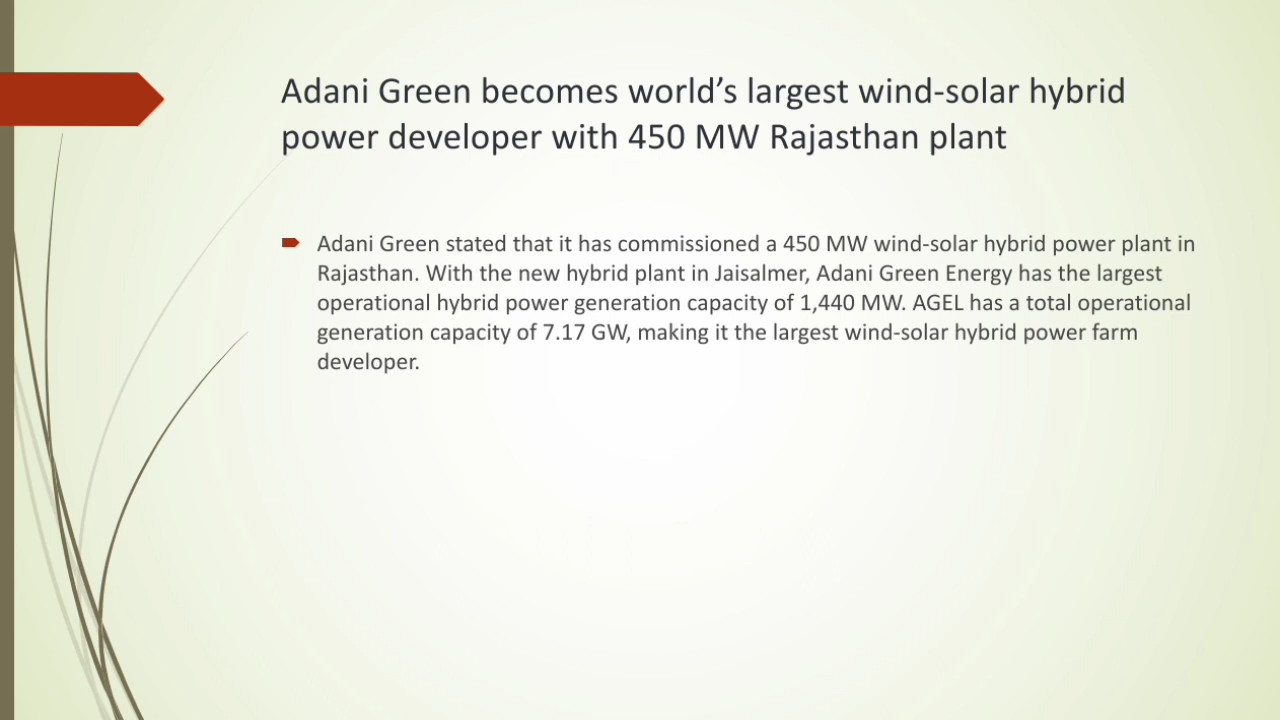 Adani Green becomes world’s largest wind-solar hybrid
power developer with 450 MW Rajasthan plant
Adani Green stated that it has commissioned a 450 MW wind-solar hybrid power plant in
Rajasthan. With the new hybrid plant in Jaisalmer, Adani Green Energy has the largest
operational hybrid power generation capacity of 1,440 MW. AGEL has a total operational
generation capacity of 7.17 GW, making it the largest wind-solar hybrid power farm
developer.